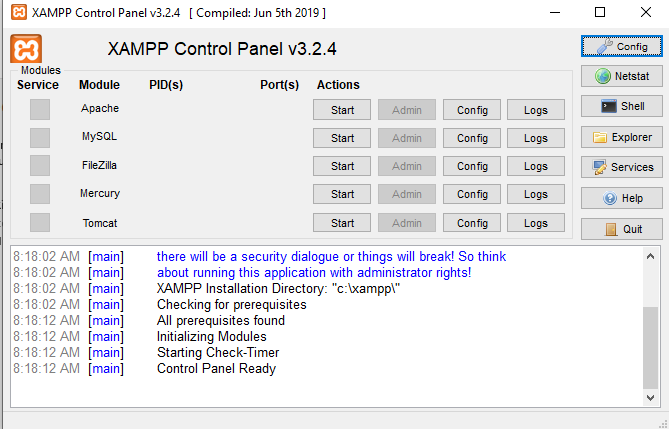 XAMPP Control Panel v3.2.4 [ Compiled: Jun 5th 2019 ]
XAMPP Control Panel v3.2.4
Config
Modules
Service Module PID(s) Port(s) Actions
Netstat
Apache Start Admin Config Logs
Shell
MySQL Start Admin Config Logs
Explorer
FileZilla Start Admin Config Logs
Services
Mercury Start Admin Config Logs
Help
Tomcat Start Admin Config Logs
Quit
8:18:02 AM [main] there will be a security dialogue or things will break! So think
8:18:02 AM [main] about running this application with administrator rights!
8:18:02 AM [main] XAMPP Installation Directory: "c:\xampp\"
8:18:02 AM [main] Checking for prerequisites
8:18:12 AM [main] All prerequisites found
8:18:12 AM [main] Initializing Modules
8:18:12 AM [main] Starting Check-Timer
8:18:12 AM [main] Control Panel Ready